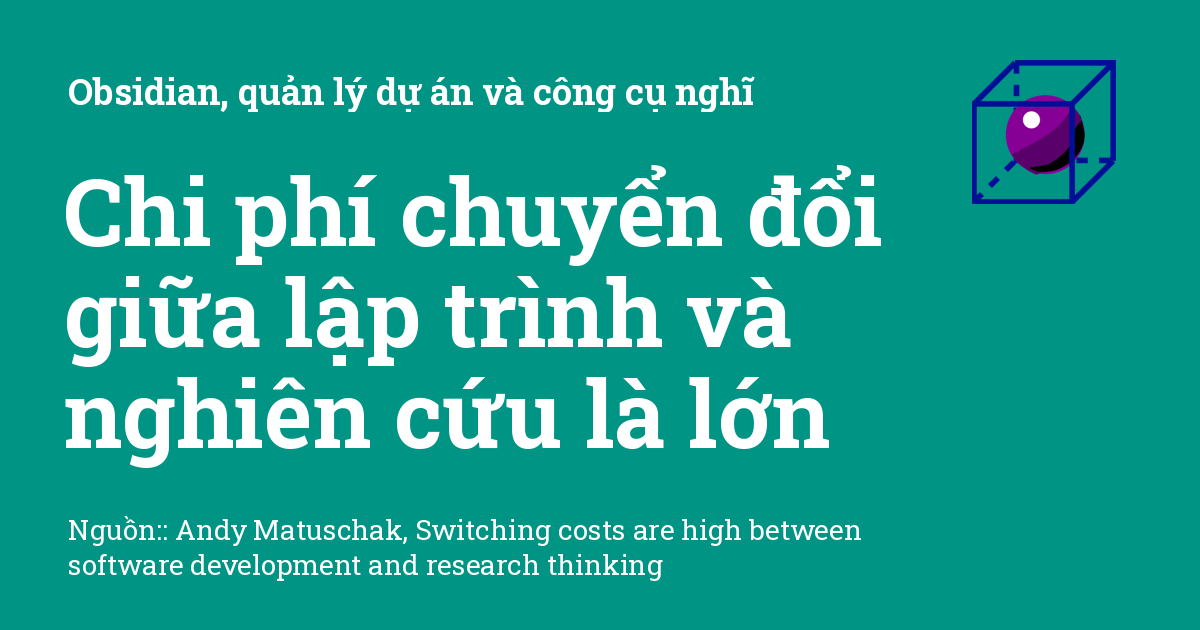 Obsidian, quản lý dự án và công cụ nghĩ
Chi phí chuyển đổi
giữa lập trình và
nghiên cứu là lớn
Nguồn:: Andy Matuschak, Switching costs are high between
software development and research thinking